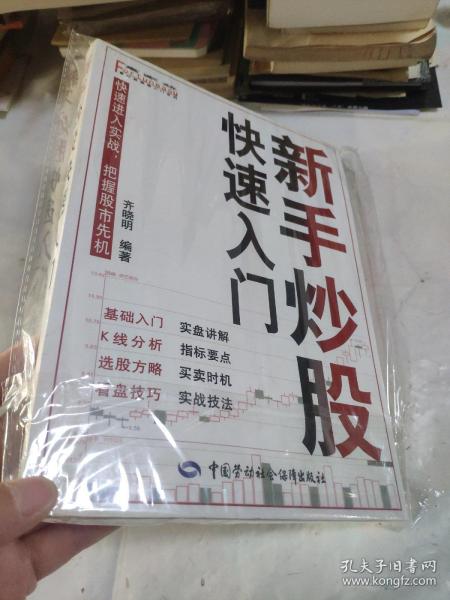 快速进入实战，把握股市先机
齐晓明 编著
新手炒股
快速入门
基础入门 实盘讲解
K线分析 指标要点
选股方略 买卖时机
看盘技巧 实战技法
中国劳动社会保障出版社
孔夫子旧书网
www.kongfz.com